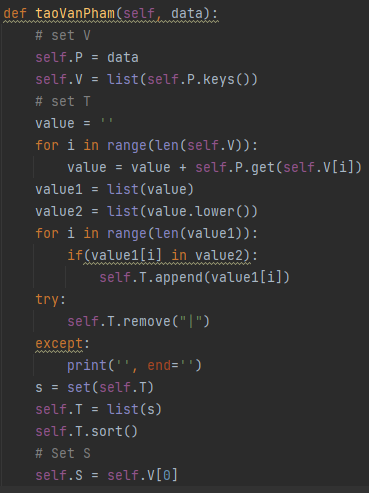 def taoVanPham(self, data):
    # set V
    self.P = data
    self.V = list(self.P.keys())
    # set T
    value = ''
    for i in range(len(self.V)):
        value = value + self.P.get(self.V[i])
    value1 = list(value)
    value2 = list(value.lower())
    for i in range(len(value1)):
        if(value1[i] in value2):
            self.T.append(value1[i])
    try:
        self.T.remove("|")
    except:
        print('', end='')
    s = set(self.T)
    self.T = list(s)
    self.T.sort()
    # Set S
    self.S = self.V[0]